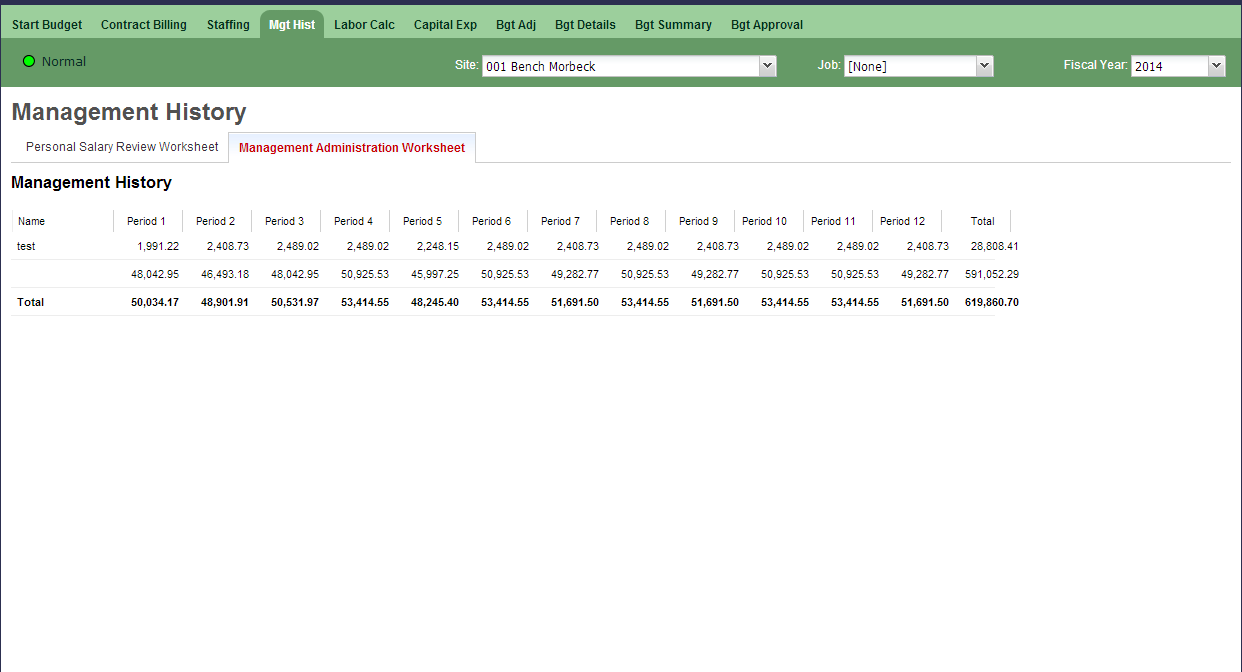 Start Budget Contract Billing Staffing Mgt Hist Labor Calc Capital Exp Bgt Adj Bgt Details Bgt Summary Bgt Approval
Normal Site: 001 Bench Morbeck Job: [None] Fiscal Year: 2014
Management History
Personal Salary Review Worksheet Management Administration Worksheet
Management History
Name Period 1 Period 2 Period 3 Period 4 Period 5 Period 6 Period 7 Period 8 Period 9 Period 10 Period 11 Period 12 Total
test 1,991.22 2,408.73 2,489.02 2,489.02 2,248.15 2,489.02 2,408.73 2,489.02 2,408.73 2,489.02 2,489.02 2,408.73 28,808.41
48,042.95 46,493.18 48,042.95 50,925.53 45,997.25 50,925.53 49,282.77 50,925.53 49,282.77 50,925.53 50,925.53 49,282.77 591,052.29
Total 50,034.17 48,901.91 50,531.97 53,414.55 48,245.40 53,414.55 51,691.50 53,414.55 51,691.50 53,414.55 53,414.55 51,691.50 619,860.70